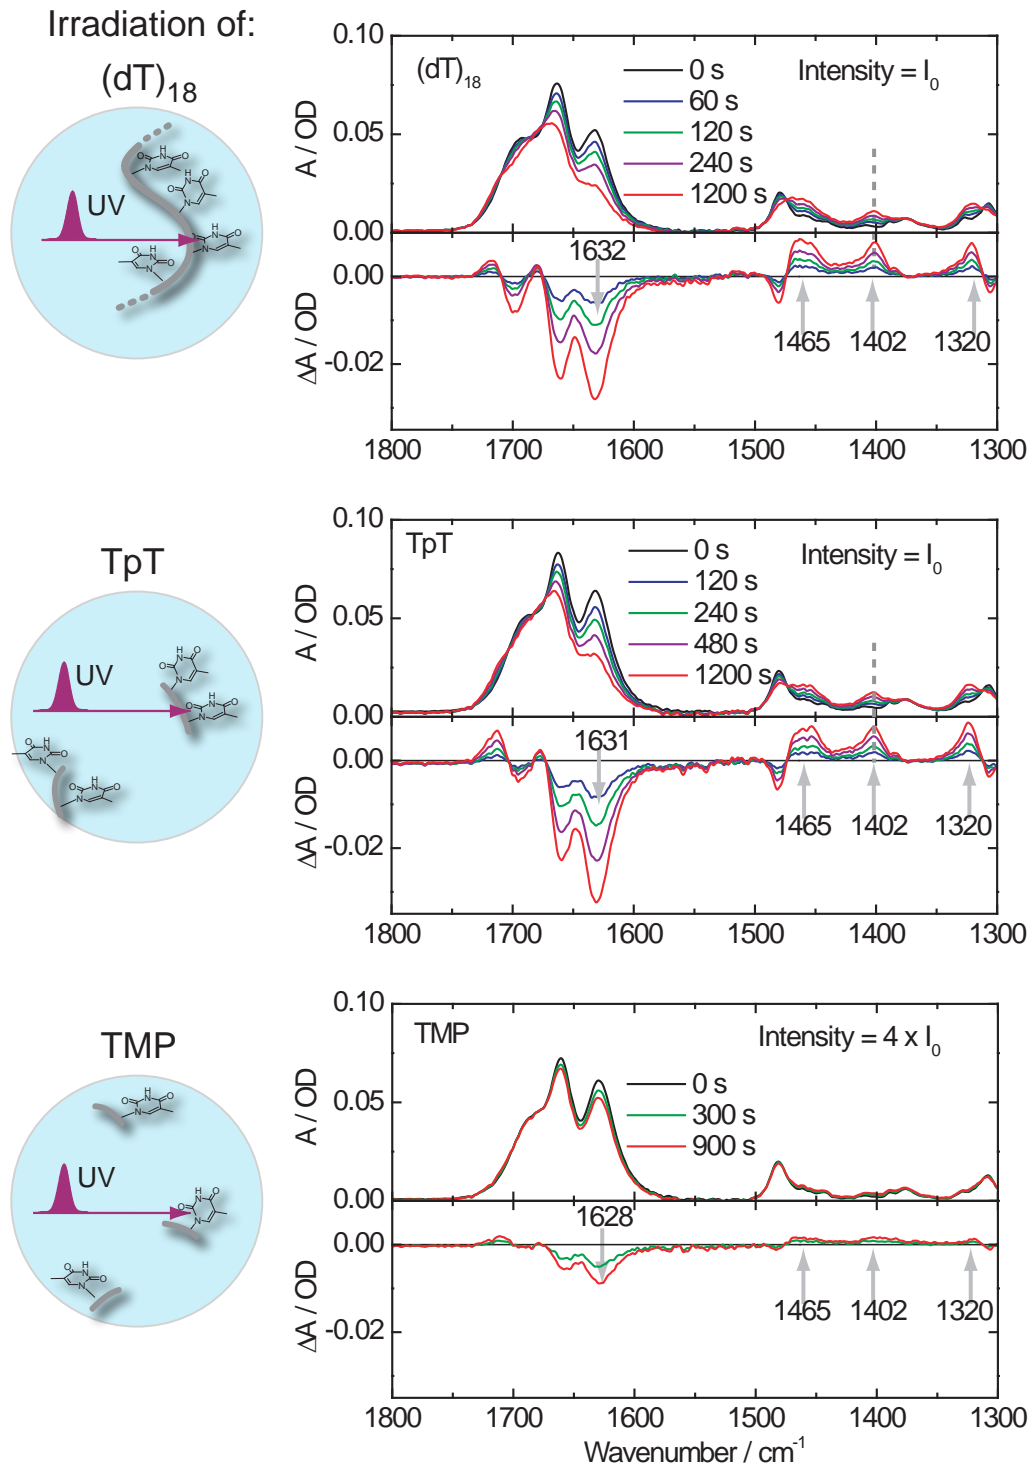 Irradiation of:
(dT)18
UV
(dT)18
0 s
60 s
120 s
240 s
1200 s
Intensity = I0
A / OD
0.10
0.05
0.00
1632
1465
1402
1320
ΔA / OD
0.00
-0.02
1800
1700
1600
1500
1400
1300
TpT
UV
TpT
0 s
120 s
240 s
480 s
1200 s
Intensity = I0
A / OD
0.10
0.05
0.00
1631
1465
1402
1320
ΔA / OD
0.00
-0.02
1800
1700
1600
1500
1400
1300
TMP
UV
TMP
0 s
300 s
900 s
Intensity = 4 x I0
A / OD
0.10
0.05
0.00
1628
1465
1402
1320
ΔA / OD
0.00
-0.02
1800
1700
1600
1500
1400
1300
Wavenumber / cm-1